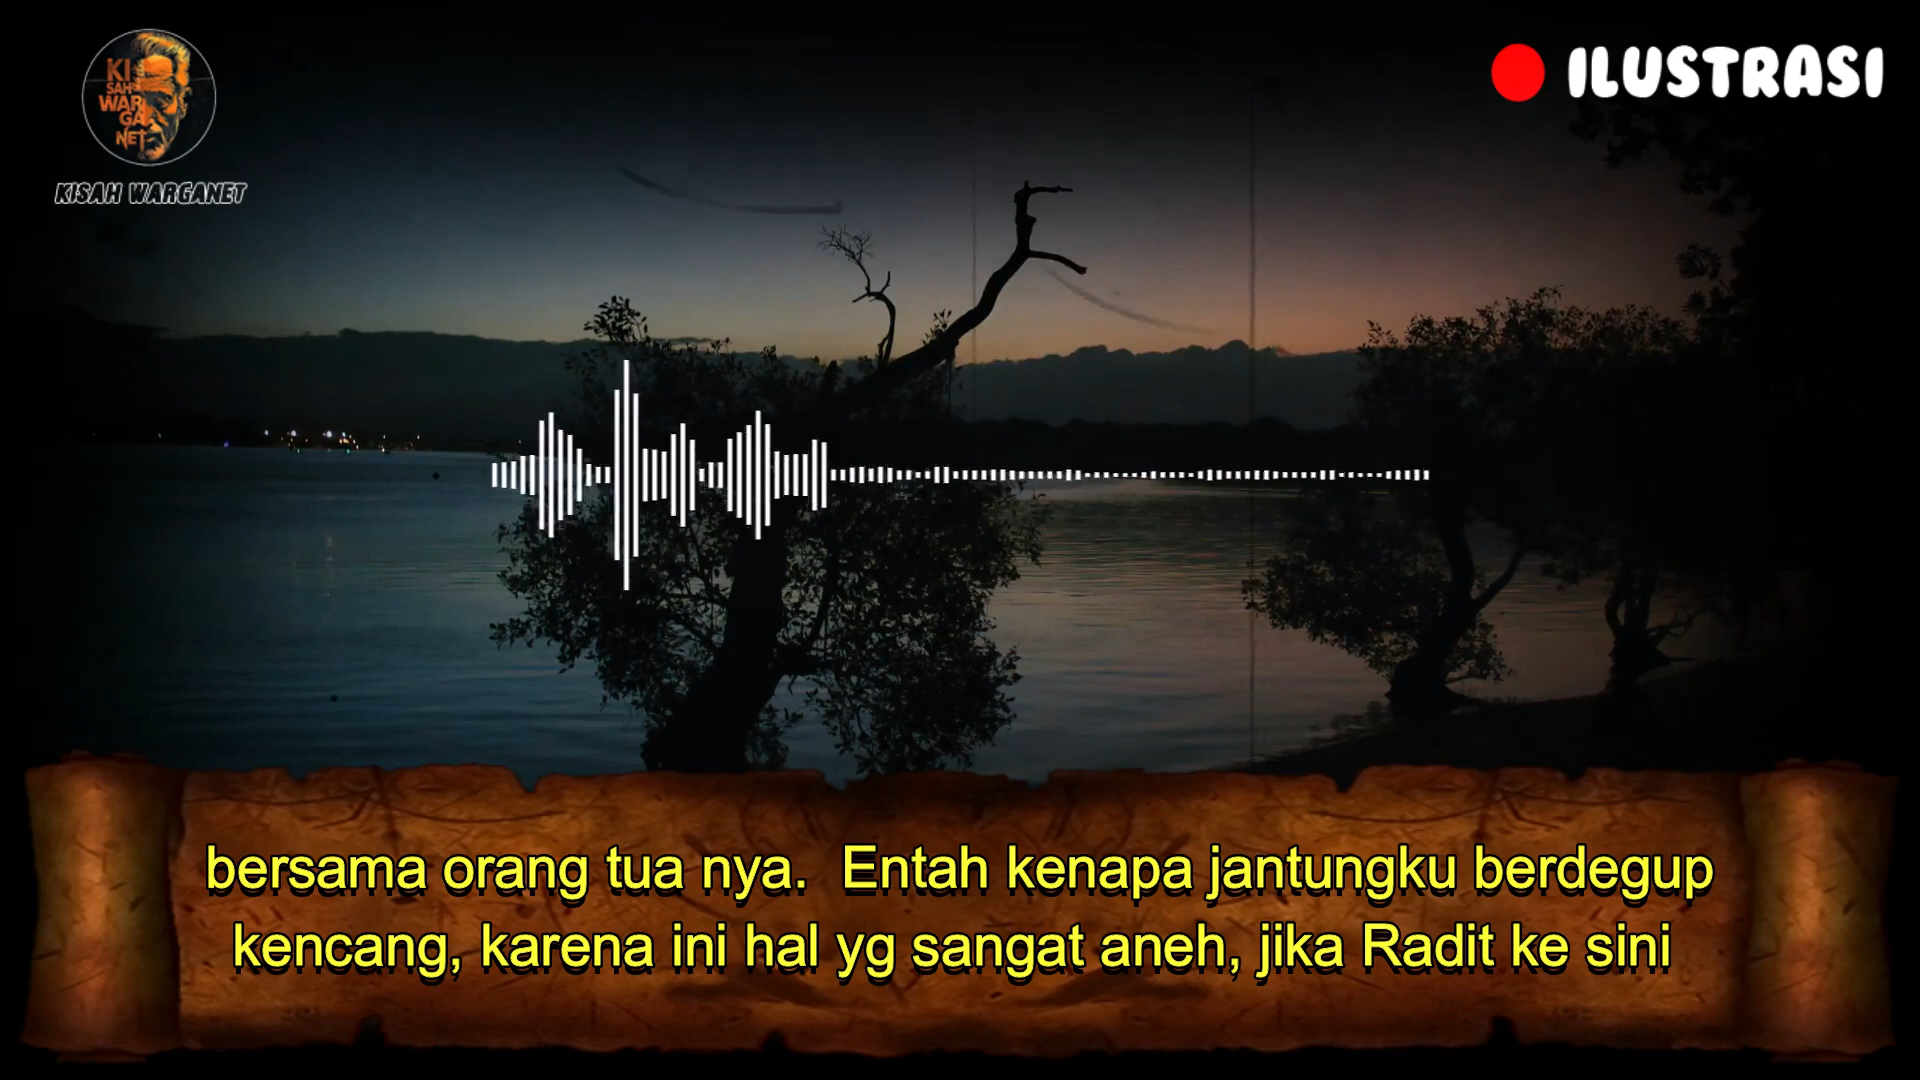 KI
SAH
WAR
GA
NET
KISAH WARGANET
ILUSTRASI
bersama orang tua nya.  Entah kenapa jantungku berdegup
kencang, karena ini hal yg sangat aneh, jika Radit ke sini